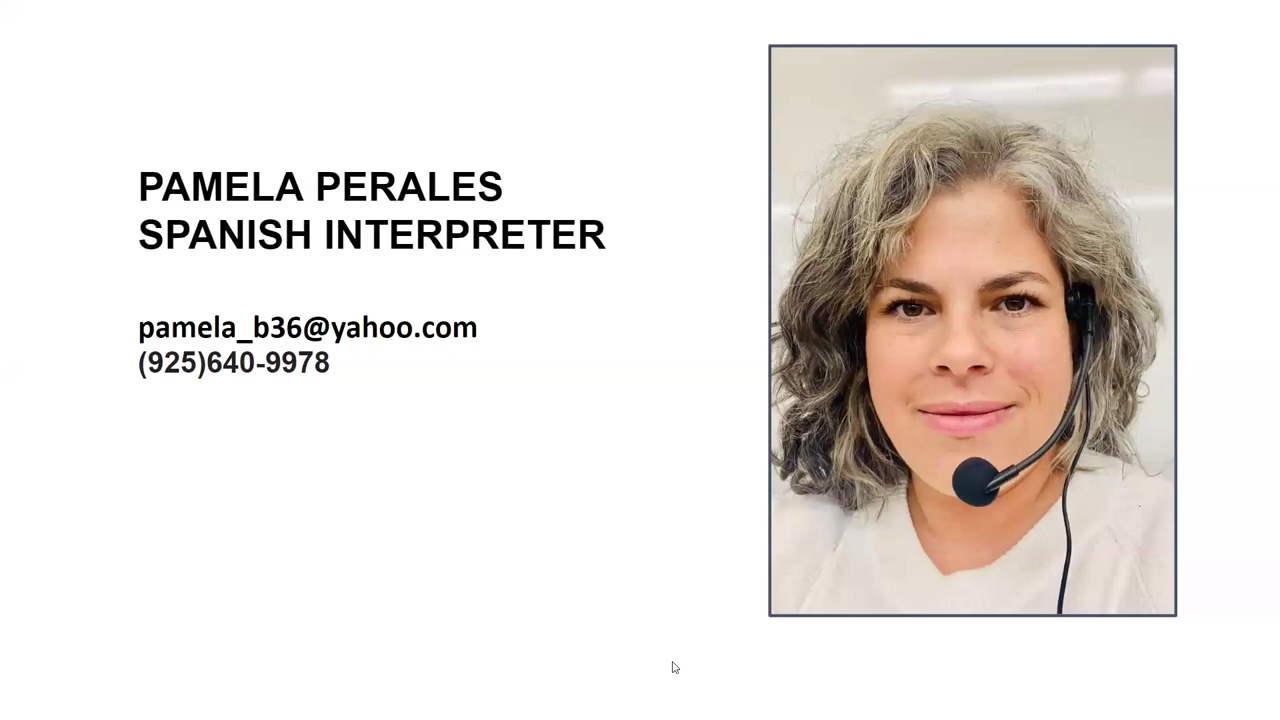 PAMELA PERALES
SPANISH INTERPRETER
pamela_b36@yahoo.com
(925)640-9978